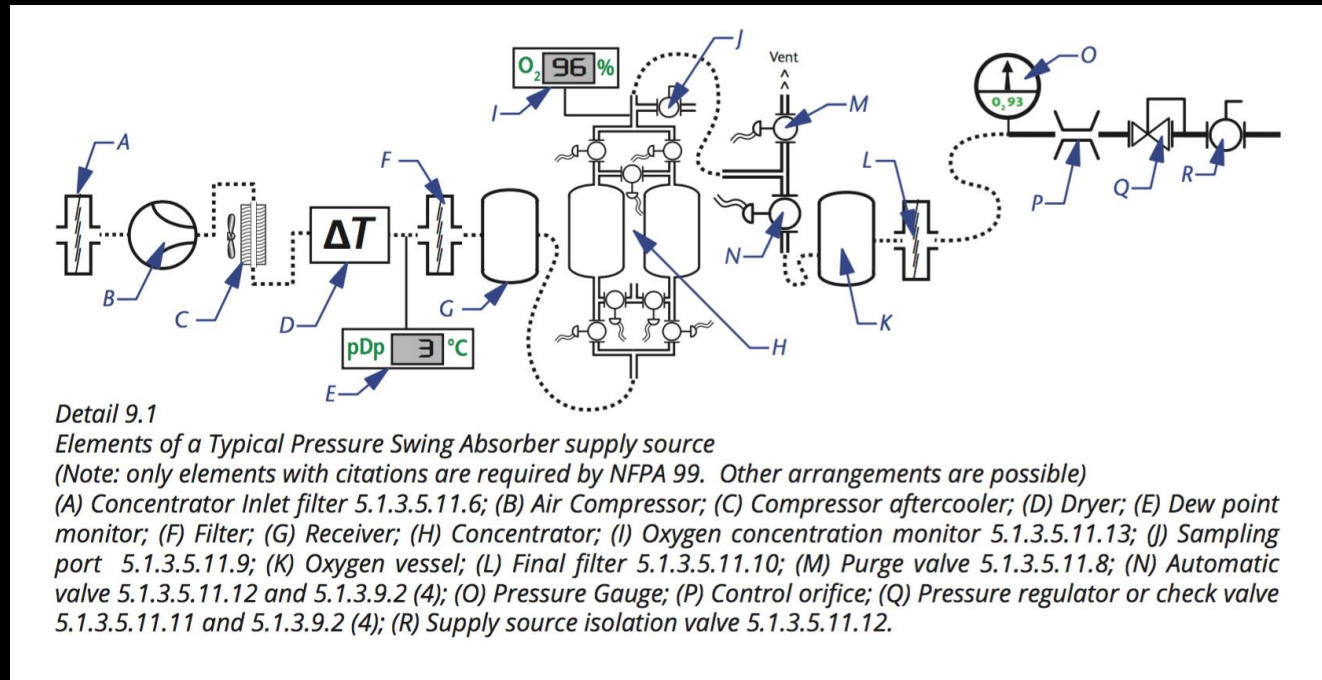 J
Vent
O
O₂ 96 %
I
M
O₂ 93
A
F
L
P
Q
R
ΔT
B
C
D
G
N
K
H
pDp 3 °C
E
Detail 9.1
Elements of a Typical Pressure Swing Absorber supply source
(Note: only elements with citations are required by NFPA 99. Other arrangements are possible)
(A) Concentrator Inlet filter 5.1.3.5.11.6; (B) Air Compressor; (C) Compressor aftercooler; (D) Dryer; (E) Dew point
monitor; (F) Filter; (G) Receiver; (H) Concentrator; (I) Oxygen concentration monitor 5.1.3.5.11.13; (J) Sampling
port 5.1.3.5.11.9; (K) Oxygen vessel; (L) Final filter 5.1.3.5.11.10; (M) Purge valve 5.1.3.5.11.8; (N) Automatic
valve 5.1.3.5.11.12 and 5.1.3.9.2 (4); (O) Pressure Gauge; (P) Control orifice; (Q) Pressure regulator or check valve
5.1.3.5.11.11 and 5.1.3.9.2 (4); (R) Supply source isolation valve 5.1.3.5.11.12.